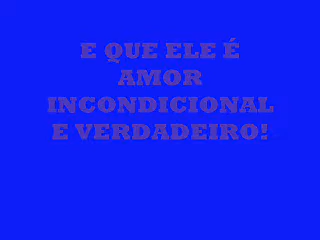 E QUE ELE É
AMOR
INCONDICIONAL
E VERDADEIRO!